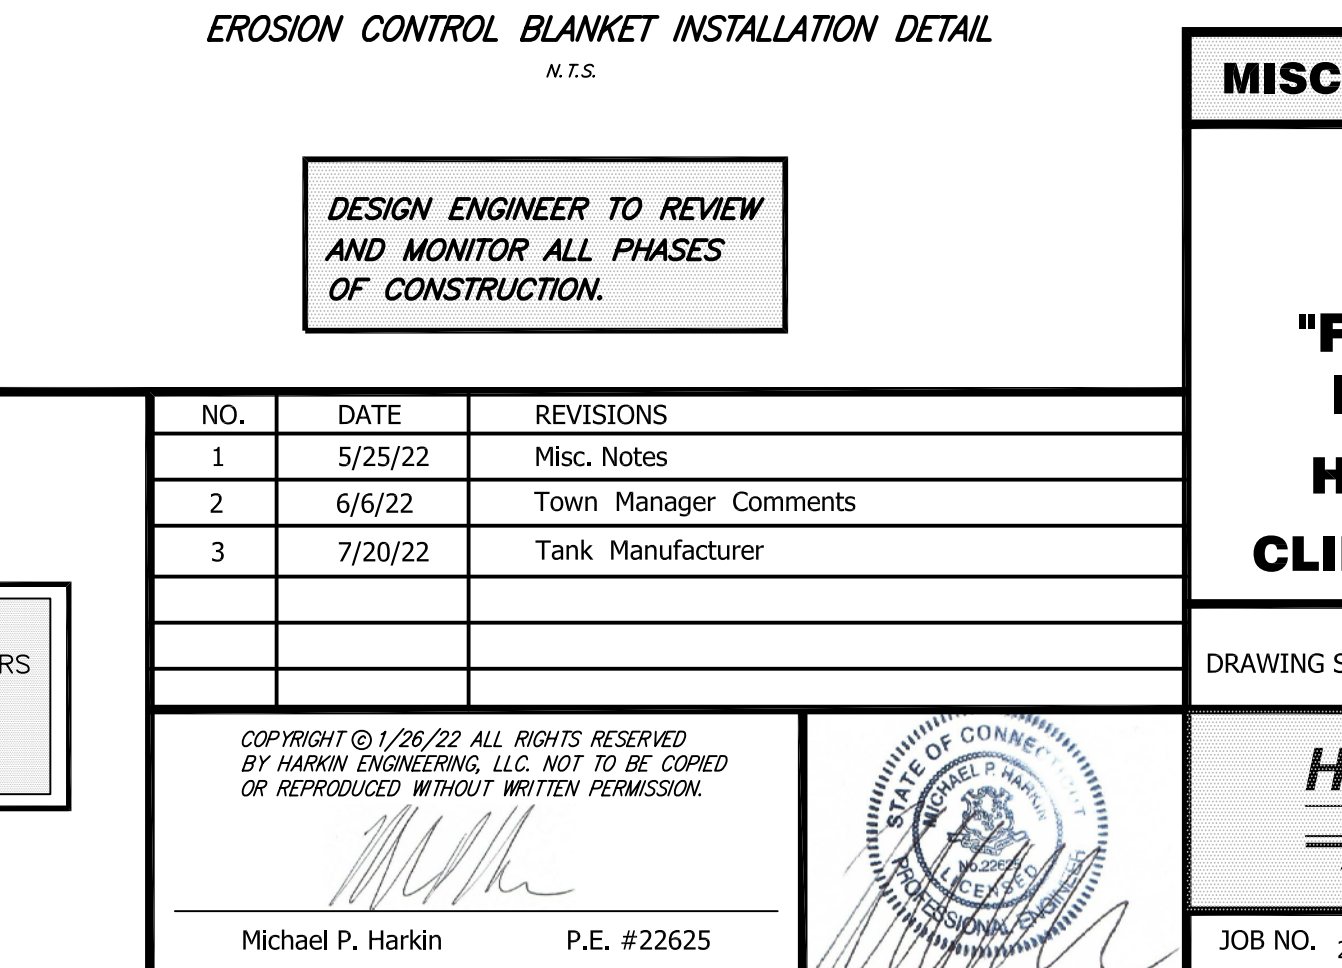 EROSION CONTROL BLANKET INSTALLATION DETAIL
N.T.S.
MISC
DESIGN ENGINEER TO REVIEW
AND MONITOR ALL PHASES
OF CONSTRUCTION.
NO. DATE REVISIONS
1 5/25/22 Misc. Notes
2 6/6/22 Town Manager Comments
3 7/20/22 Tank Manufacturer
CLI
RS
DRAWING S
COPYRIGHT © 1/26/22 ALL RIGHTS RESERVED
BY HARKIN ENGINEERING, LLC. NOT TO BE COPIED
OR REPRODUCED WITHOUT WRITTEN PERMISSION.
STATE OF CONNECTICUT
MICHAEL P. HARKIN
No.22625
LICENSED
PROFESSIONAL ENGINEER
H
Michael P. Harkin P.E. #22625
JOB NO.